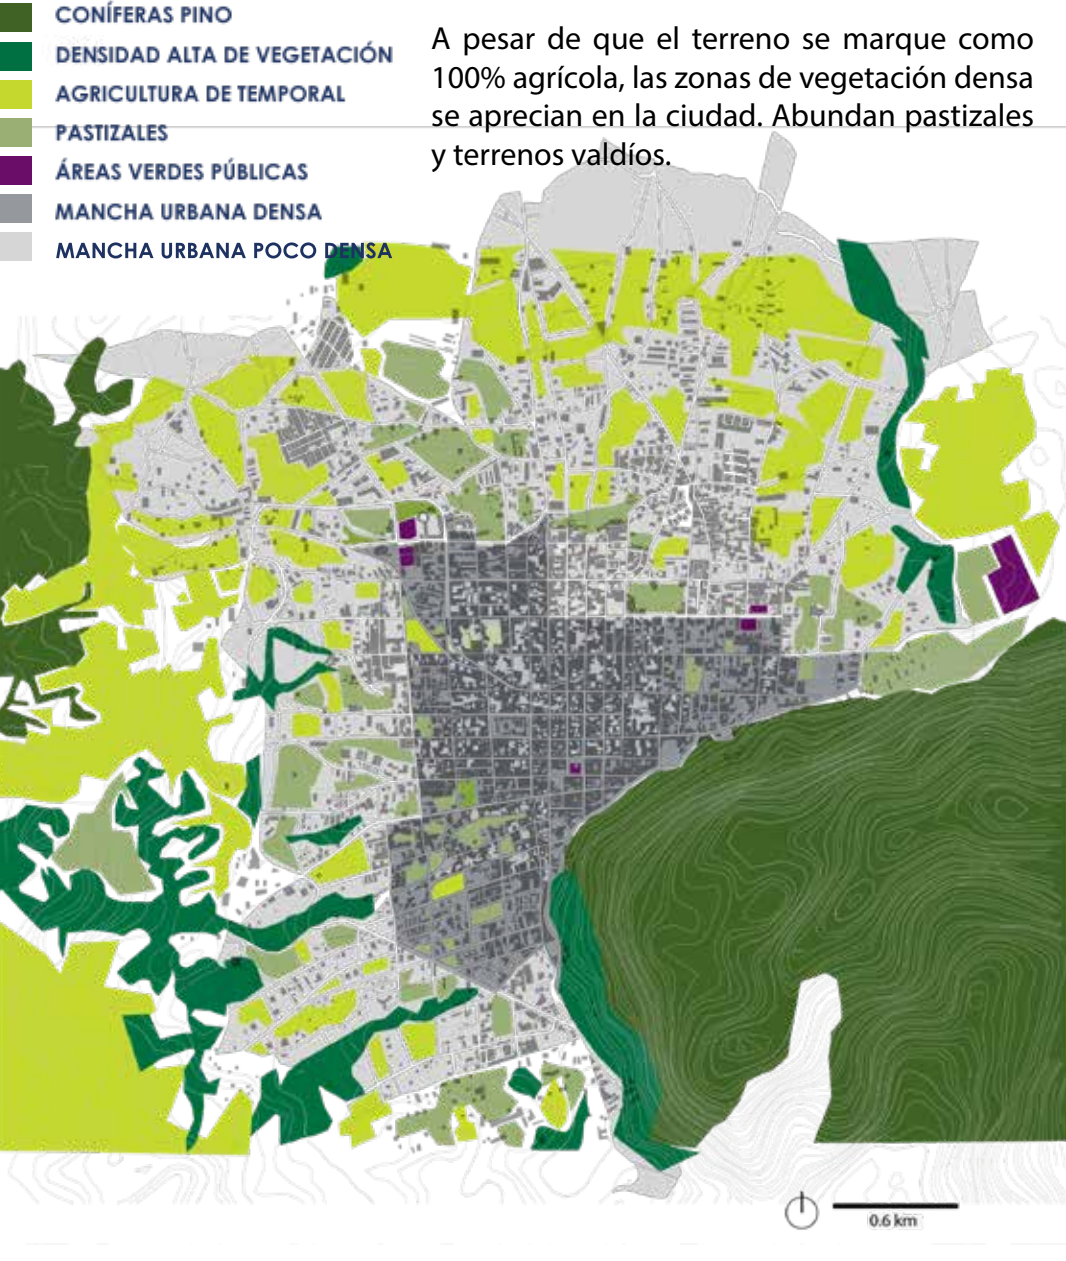 CONÍFERAS PINO
DENSIDAD ALTA DE VEGETACIÓN
AGRICULTURA DE TEMPORAL
PASTIZALES
ÁREAS VERDES PÚBLICAS
MANCHA URBANA DENSA
MANCHA URBANA POCO DENSA
A pesar de que el terreno se marque como
100% agrícola, las zonas de vegetación densa
se aprecian en la ciudad. Abundan pastizales
y terrenos valdíos.
0.6 km